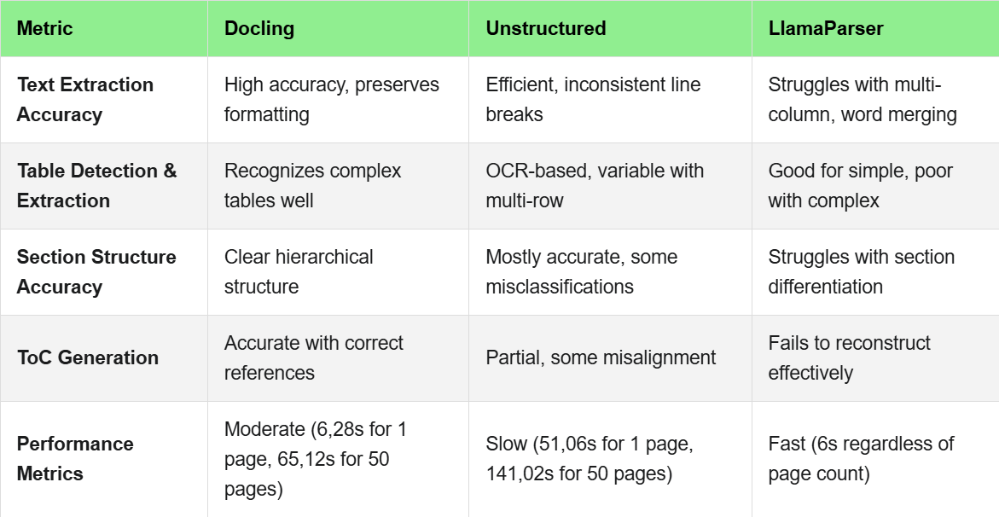 Metric
Docling
Unstructured
LlamaParser
Text Extraction
Accuracy
High accuracy, preserves
formatting
Efficient, inconsistent line
breaks
Struggles with multi-
column, word merging
Table Detection &
Extraction
Recognizes complex
tables well
OCR-based, variable with
multi-row
Good for simple, poor
with complex
Section Structure
Accuracy
Clear hierarchical
structure
Mostly accurate, some
misclassifications
Struggles with section
differentiation
ToC Generation
Accurate with correct
references
Partial, some misalignment
Fails to reconstruct
effectively
Performance
Metrics
Moderate (6,28s for 1
page, 65,12s for 50
pages)
Slow (51,06s for 1 page,
141,02s for 50 pages)
Fast (6s regardless of
page count)